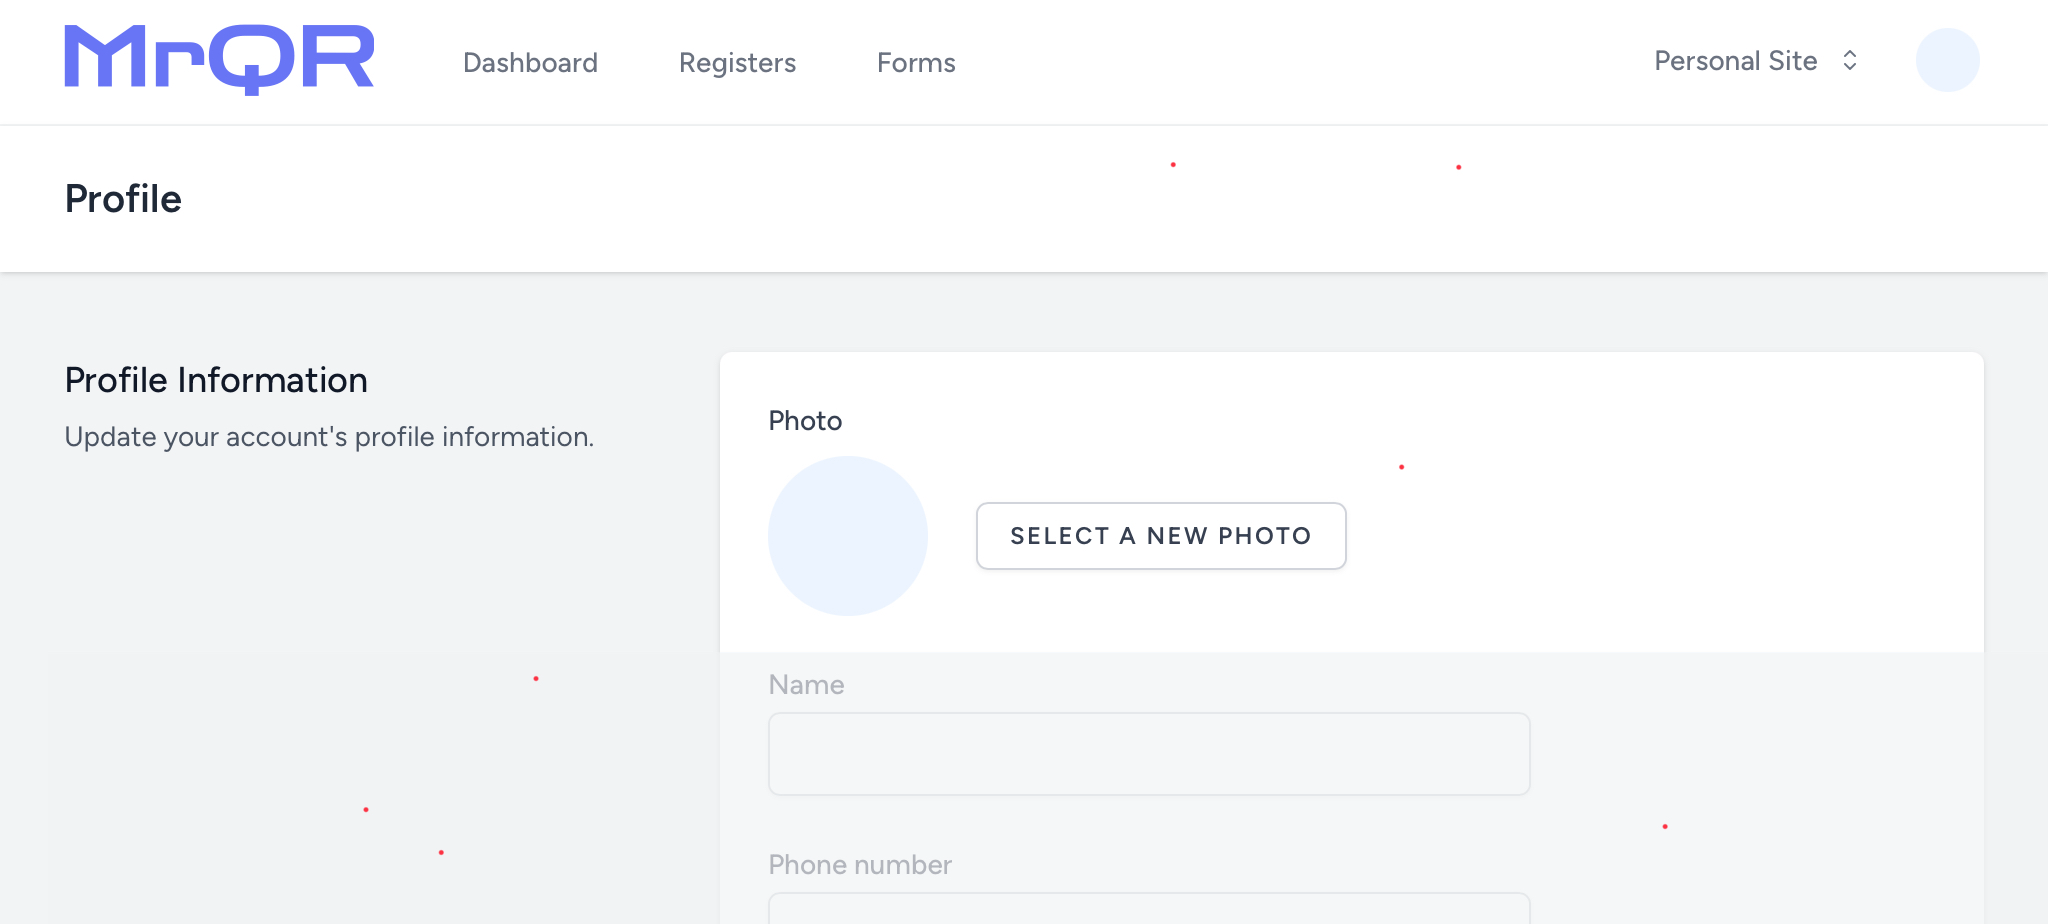 MrQR
Dashboard
Registers
Forms
Personal Site
Profile
Profile Information
Update your account's profile information.
Photo
SELECT A NEW PHOTO
Name
Phone number